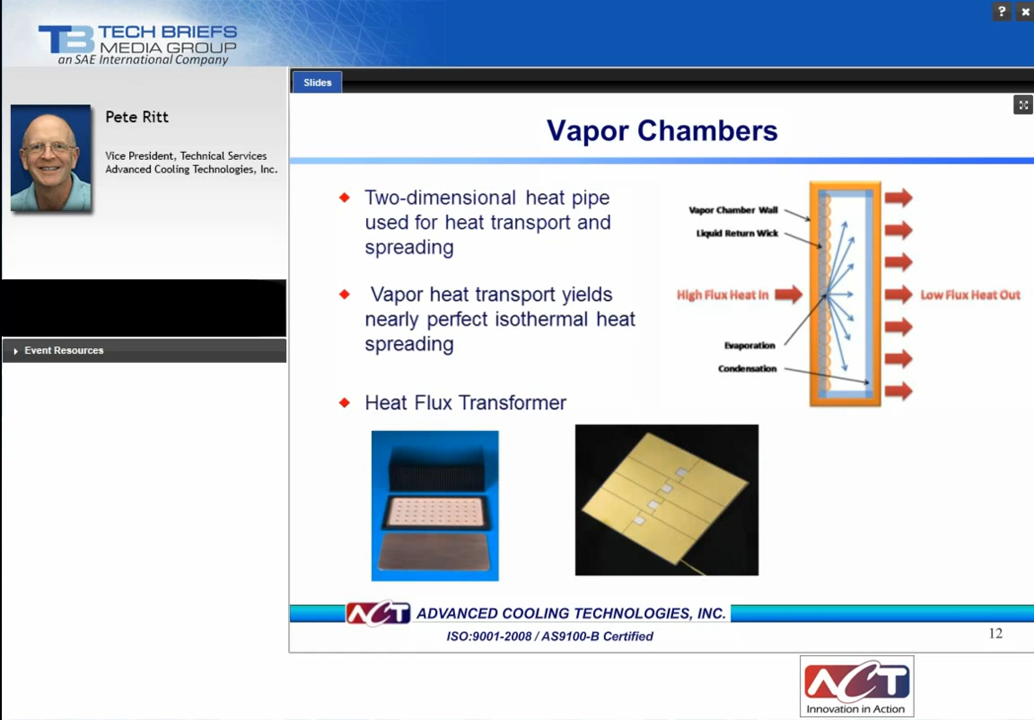 TB TECH BRIEFS
MEDIA GROUP
an SAE International Company
? ×
Slides
Pete Ritt
Vice President, Technical Services
Advanced Cooling Technologies, Inc.
Event Resources
Vapor Chambers
Two-dimensional heat pipe
used for heat transport and
spreading
Vapor heat transport yields
nearly perfect isothermal heat
spreading
Heat Flux Transformer
Vapor Chamber Wall
Liquid Return Wick
High Flux Heat In
Low Flux Heat Out
Evaporation
Condensation
ACT ADVANCED COOLING TECHNOLOGIES, INC.
ISO:9001-2008 / AS9100-B Certified
12
ACT
Innovation in Action